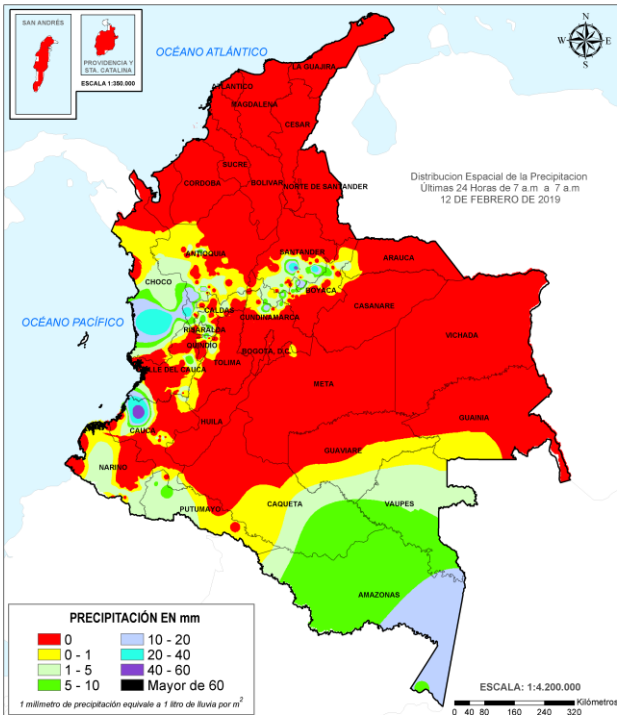 SAN ANDRÉS
PROVIDENCIA Y
STA. CATALINA
ESCALA 1:350.000
OCÉANO ATLÁNTICO
N
W
E
S
LA GUAJIRA
ATLANTICO
MAGDALENA
CESAR
SUCRE
CORDOBA
BOLIVAR
NORTE DE SANTANDER
Distribucion Espacial de la Precipitacion
Últimas 24 Horas de 7 a.m a 7 a.m
12 DE FEBRERO DE 2019
ANTIOQUIA
SANTANDER
ARAUCA
CHOCO
BOYACA
CASANARE
CALDAS
CUNDINAMARCA
OCÉANO PACÍFICO
RISARALDA
VICHADA
QUINDIO
BOGOTA, D.C.
TOLIMA
VALLE DEL CAUCA
META
GUAINIA
HUILA
CAUCA
GUAVIARE
NARIÑO
CAQUETA
VAUPES
PUTUMAYO
AMAZONAS
PRECIPITACIÓN EN mm
0
10 - 20
0 - 1
20 - 40
1 - 5
40 - 60
5 - 10
Mayor de 60
1 milimetro de precipitación equivale a 1 litro de lluvia por m2
ESCALA: 1:4.200.000
Kilómetros
0 40 80 160 240 320